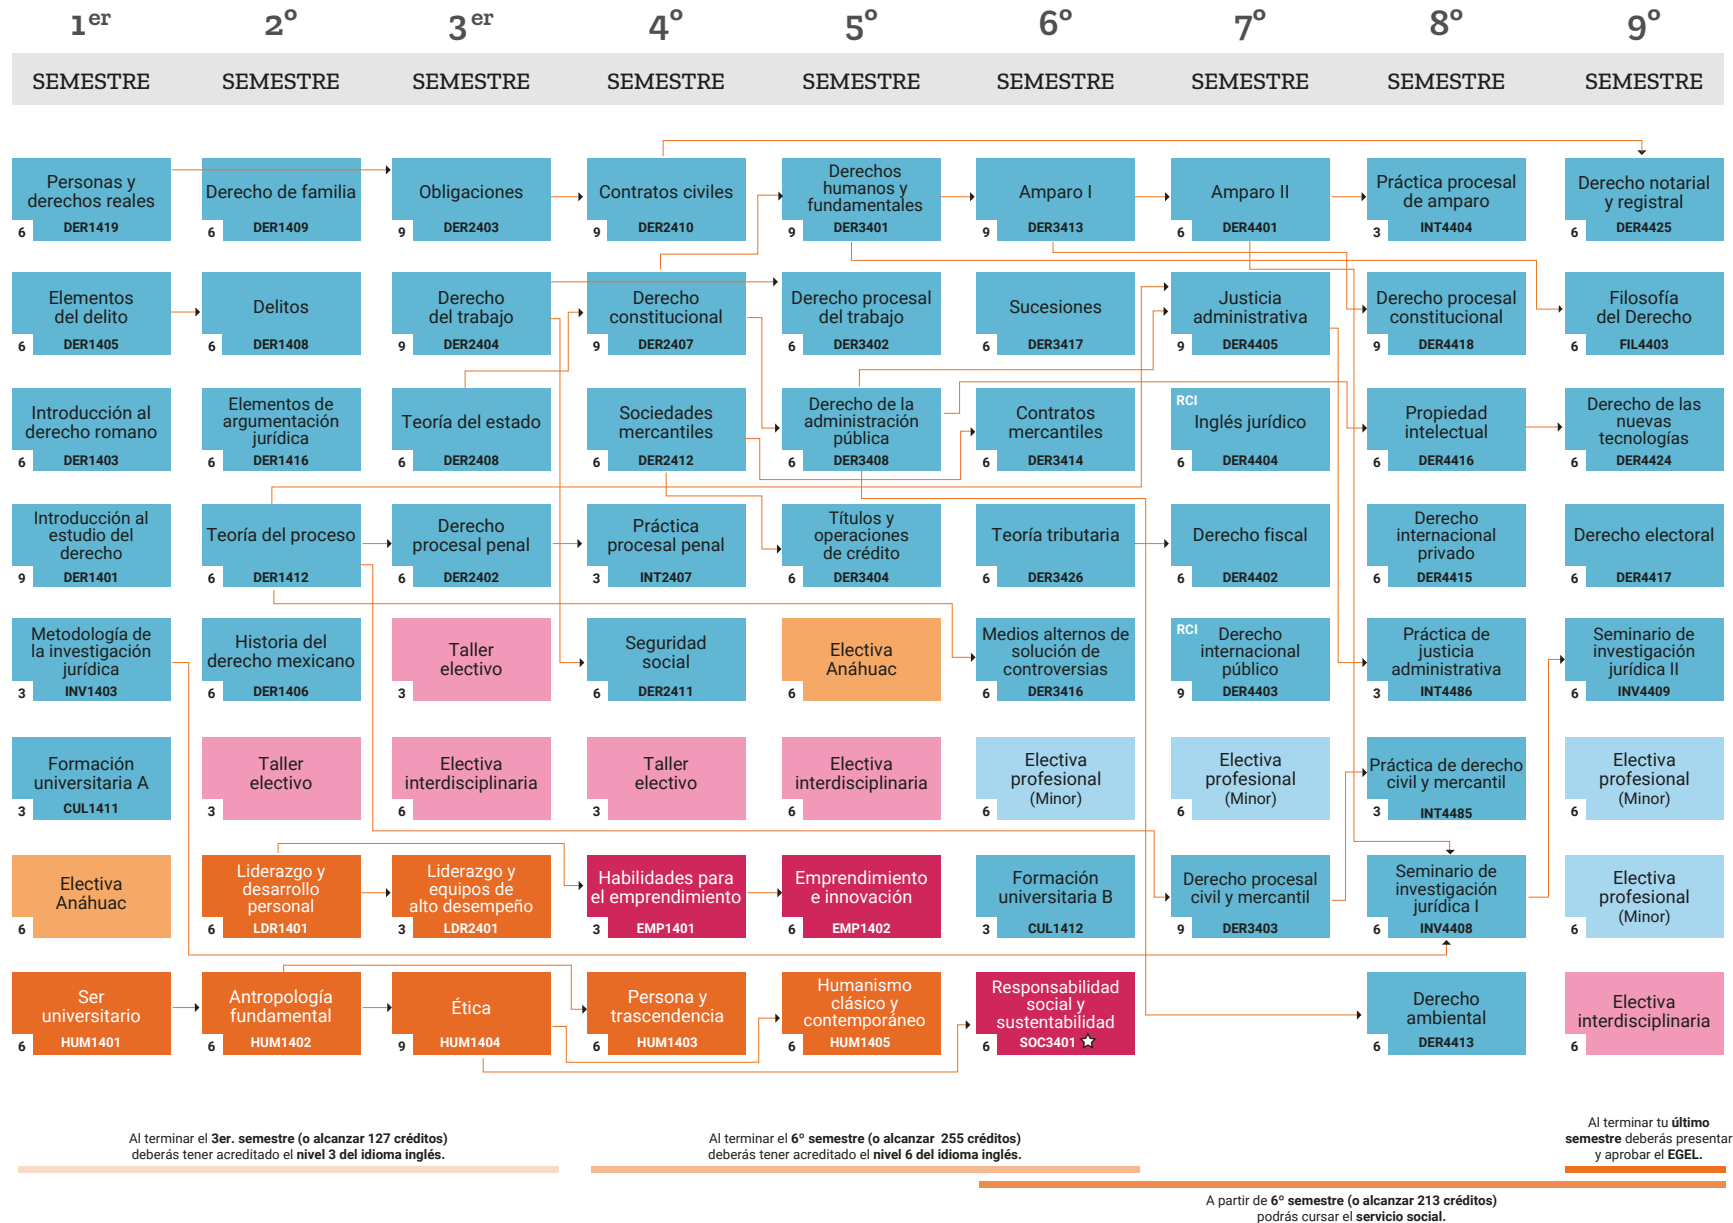 1er 2º 3er 4º 5º 6º 7º 8º 9º
SEMESTRE SEMESTRE SEMESTRE SEMESTRE SEMESTRE SEMESTRE SEMESTRE SEMESTRE SEMESTRE
Personas y
derechos reales
6 DER1419
Derecho de familia
6 DER1409
Obligaciones
9 DER2403
Contratos civiles
9 DER2410
Derechos
humanos y
fundamentales
9 DER3401
Amparo I
9 DER3413
Amparo II
6 DER4401
Práctica procesal
de amparo
3 INT4404
Derecho notarial
y registral
6 DER4425
Elementos
del delito
6 DER1405
Delitos
6 DER1408
Derecho
del trabajo
9 DER2404
Derecho
constitucional
9 DER2407
Derecho procesal
del trabajo
6 DER3402
Sucesiones
6 DER3417
Justicia
administrativa
9 DER4405
Derecho procesal
constitucional
9 DER4418
Filosofía
del Derecho
6 FIL4403
Introducción al
derecho romano
6 DER1403
Elementos de
argumentación
jurídica
6 DER1416
Teoría del estado
6 DER2408
Sociedades
mercantiles
6 DER2412
Derecho de la
administración
pública
6 DER3408
Contratos
mercantiles
6 DER3414
RCI
Inglés jurídico
6 DER4404
Propiedad
intelectual
6 DER4416
Derecho de las
nuevas
tecnologías
6 DER4424
Introducción al
estudio del
derecho
9 DER1401
Teoría del proceso
6 DER1412
Derecho
procesal penal
6 DER2402
Práctica
procesal penal
3 INT2407
Títulos y
operaciones
de crédito
6 DER3404
Teoría tributaria
6 DER3426
Derecho fiscal
6 DER4402
Derecho
internacional
privado
6 DER4415
Derecho electoral
6 DER4417
Metodología de
la investigación
jurídica
3 INV1403
Historia del
derecho mexicano
6 DER1406
Taller
electivo
3
Seguridad
social
6 DER2411
Electiva
Anáhuac
6
Medios alternos de
solución de
controversias
6 DER3416
RCI Derecho
internacional
público
9 DER4403
Práctica de
justicia
administrativa
3 INT4486
Seminario de
investigación
jurídica II
6 INV4409
Formación
universitaria A
3 CUL1411
Taller
electivo
3
Electiva
interdisciplinaria
6
Taller
electivo
3
Electiva
interdisciplinaria
6
Electiva
profesional
(Minor)
6
Electiva
profesional
(Minor)
6
Práctica de derecho
civil y mercantil
3 INT4485
Electiva
profesional
(Minor)
6
Electiva
Anáhuac
6
Liderazgo y
desarrollo
personal
6 LDR1401
Liderazgo y
equipos de
alto desempeño
3 LDR2401
Habilidades para
el emprendimiento
3 EMP1401
Emprendimiento
e innovación
6 EMP1402
Formación
universitaria B
3 CUL1412
Derecho procesal
civil y mercantil
9 DER3403
Seminario de
investigación
jurídica I
6 INV4408
Electiva
profesional
(Minor)
6
Ser
universitario
6 HUM1401
Antropología
fundamental
6 HUM1402
Ética
9 HUM1404
Persona y
trascendencia
6 HUM1403
Humanismo
clásico y
contemporáneo
6 HUM1405
Responsabilidad
social y
sustentabilidad
6 SOC3401
Derecho
ambiental
6 DER4413
Electiva
interdisciplinaria
6
Al terminar el 3er. semestre (o alcanzar 127 créditos)
deberás tener acreditado el nivel 3 del idioma inglés.
Al terminar el 6º semestre (o alcanzar 255 créditos)
deberás tener acreditado el nivel 6 del idioma inglés.
Al terminar tu último
semestre deberás presentar
y aprobar el EGEL.
A partir de 6º semestre (o alcanzar 213 créditos)
podrás cursar el servicio social.